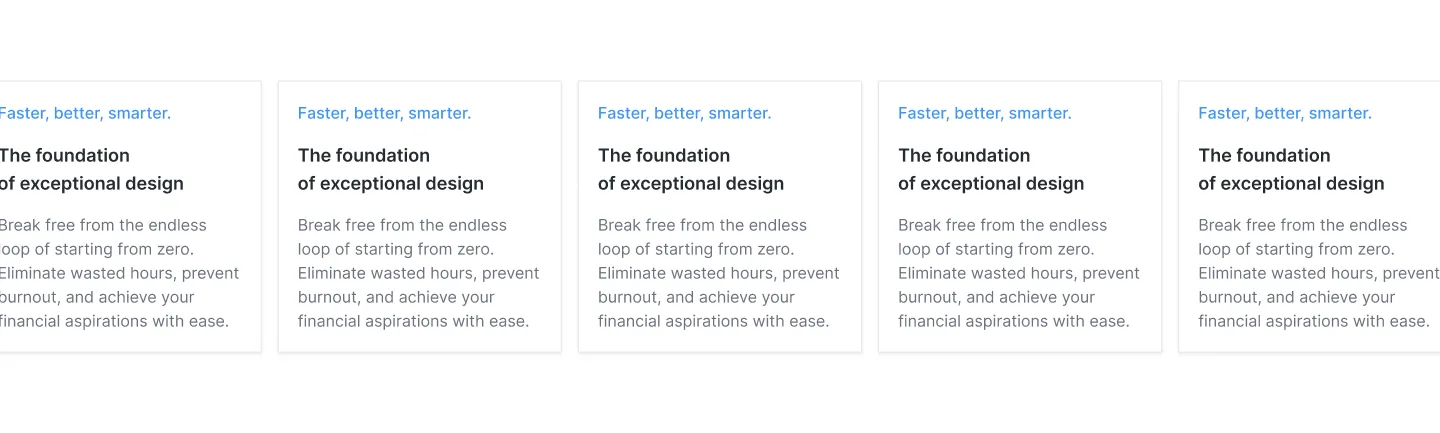 Faster, better, smarter.
The foundation
of exceptional design
Break free from the endless
loop of starting from zero.
Eliminate wasted hours, prevent
burnout, and achieve your
financial aspirations with ease.
Faster, better, smarter.
The foundation
of exceptional design
Break free from the endless
loop of starting from zero.
Eliminate wasted hours, prevent
burnout, and achieve your
financial aspirations with ease.
Faster, better, smarter.
The foundation
of exceptional design
Break free from the endless
loop of starting from zero.
Eliminate wasted hours, prevent
burnout, and achieve your
financial aspirations with ease.
Faster, better, smarter.
The foundation
of exceptional design
Break free from the endless
loop of starting from zero.
Eliminate wasted hours, prevent
burnout, and achieve your
financial aspirations with ease.
Faster, better, smarter.
The foundation
of exceptional design
Break free from the endless
loop of starting from zero.
Eliminate wasted hours, prevent
burnout, and achieve your
financial aspirations with ease.